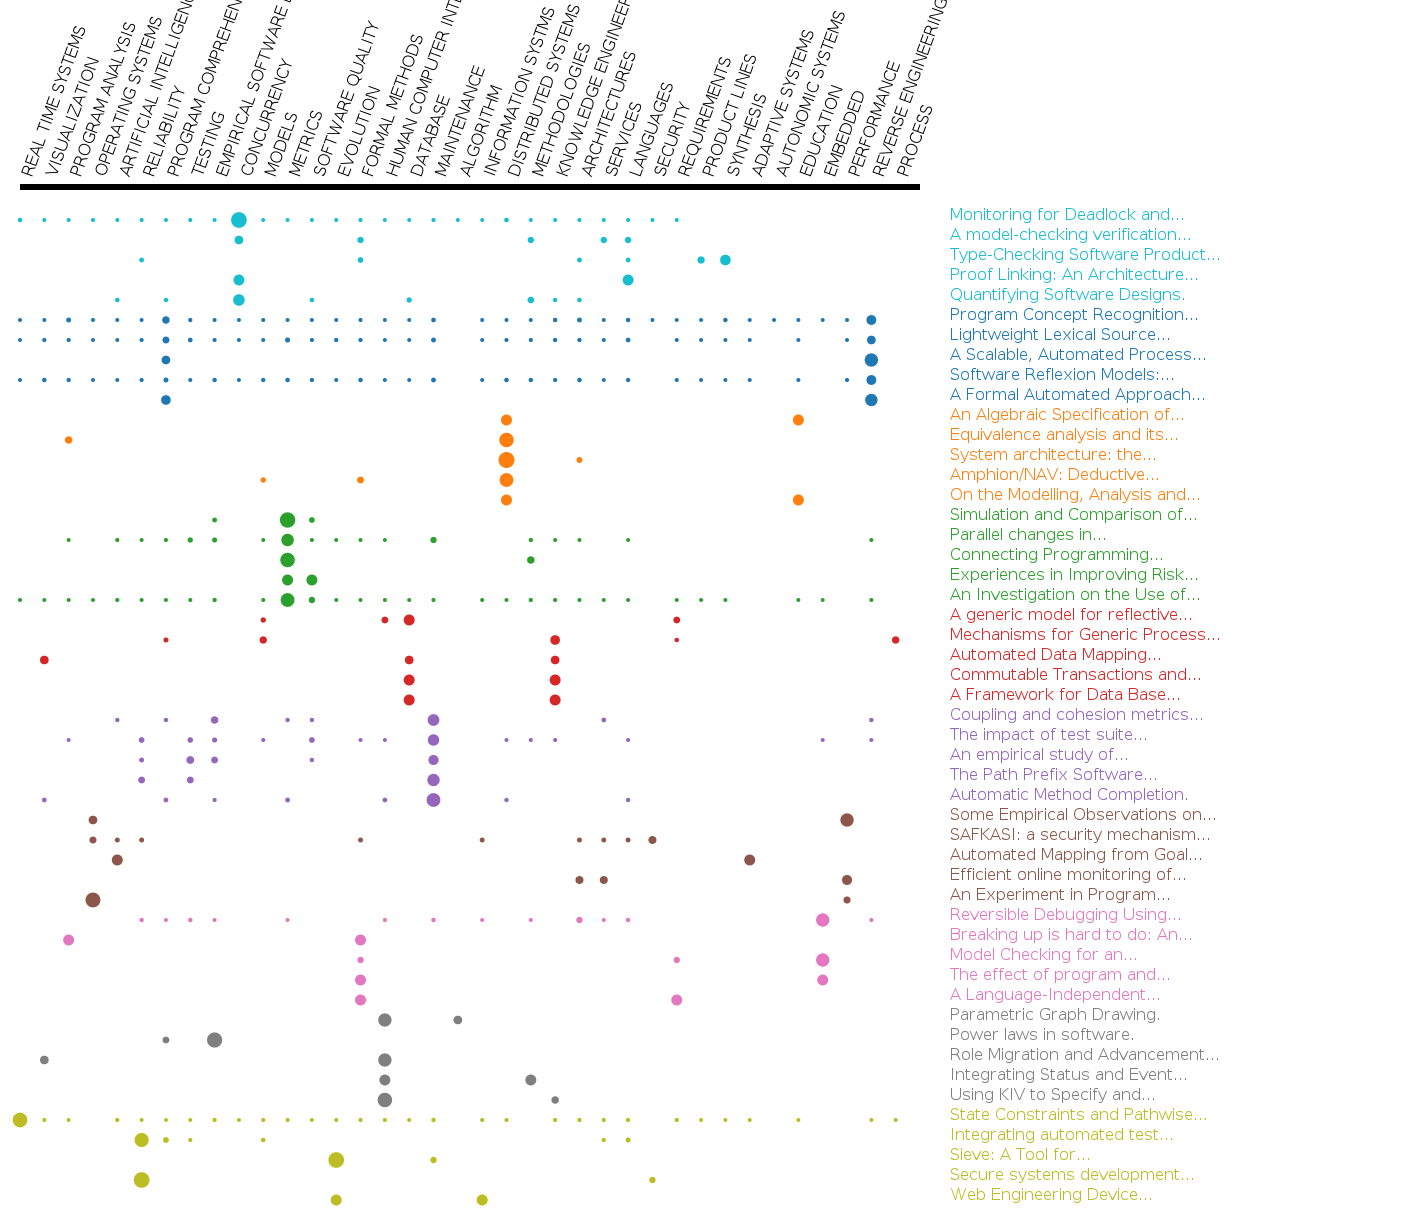 REAL TIME SYSTEMS
VISUALIZATION
PROGRAM ANALYSIS
OPERATING SYSTEMS
ARTIFICIAL INTELLIGENC
RELIABILITY
PROGRAM COMPREHEN
TESTING
EMPIRICAL SOFTWARE
CONCURRENCY
MODELS
METRICS
SOFTWARE QUALITY
EVOLUTION
FORMAL METHODS
HUMAN COMPUTER INT
DATABASE
MAINTENANCE
ALGORITHM
INFORMATION SYSTMS
DISTRIBUTED SYSTEMS
METHODOLOGIES
KNOWLEDGE ENGINEER
ARCHITECTURES
SERVICES
LANGUAGES
SECURITY
REQUIREMENTS
PRODUCT LINES
SYNTHESIS
ADAPTIVE SYSTEMS
AUTONOMIC SYSTEMS
EDUCATION
EMBEDDED
PERFORMANCE
REVERSE ENGINEERING
PROCESS
Monitoring for Deadlock and...
A model-checking verification...
Type-Checking Software Product...
Proof Linking: An Architecture...
Quantifying Software Designs.
Program Concept Recognition...
Lightweight Lexical Source...
A Scalable, Automated Process...
Software Reflexion Models:...
A Formal Automated Approach...
An Algebraic Specification of...
Equivalence analysis and its...
System architecture: the...
Amphion/NAV: Deductive...
On the Modelling, Analysis and...
Simulation and Comparison of...
Parallel changes in...
Connecting Programming...
Experiences in Improving Risk...
An Investigation on the Use of...
A generic model for reflective...
Mechanisms for Generic Process...
Automated Data Mapping...
Commutable Transactions and...
A Framework for Data Base...
Coupling and cohesion metrics...
The impact of test suite...
An empirical study of...
The Path Prefix Software...
Automatic Method Completion.
Some Empirical Observations on...
SAFKASI: a security mechanism...
Automated Mapping from Goal...
Efficient online monitoring of...
An Experiment in Program...
Reversible Debugging Using...
Breaking up is hard to do: An...
Model Checking for an...
The effect of program and...
A Language-Independent...
Parametric Graph Drawing.
Power laws in software.
Role Migration and Advancement...
Integrating Status and Event...
Using KIV to Specify and...
State Constraints and Pathwise...
Integrating automated test...
Sieve: A Tool for...
Secure systems development...
Web Engineering Device...